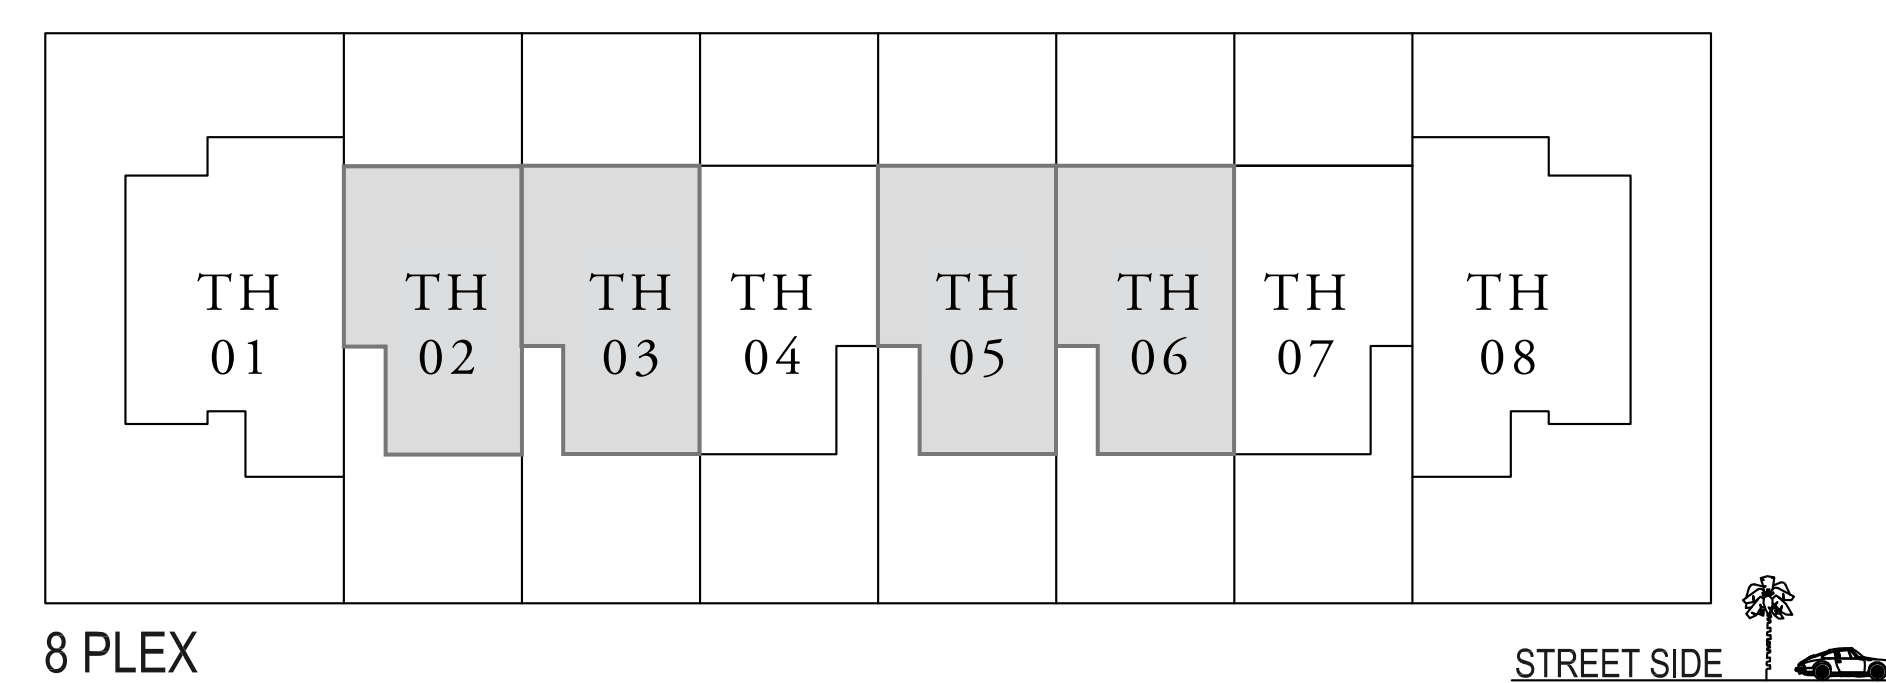 TH TH TH TH TH TH TH TH
01 02 03 04 05 06 07 08
8 PLEX
STREET SIDE